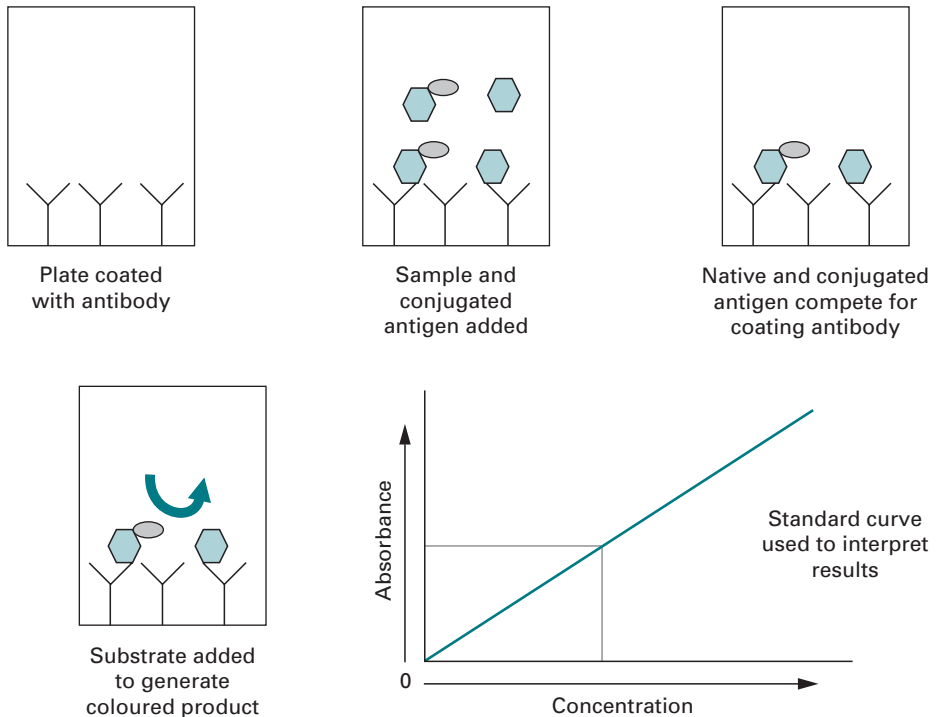 Plate coated
with antibody
Sample and
conjugated
antigen added
Native and conjugated
antigen compete for
coating antibody
Substrate added
to generate
coloured product
Absorbance
0
Concentration
Standard curve
used to interpret
results